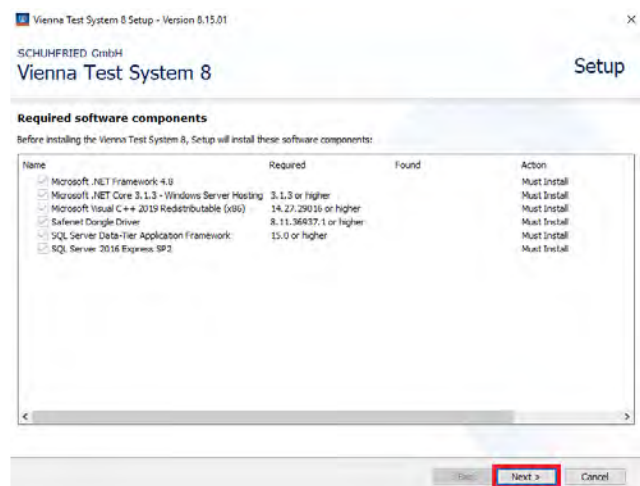 Vienna Test System 8 Setup - Version 8.15.01
SCHUHFRIED GmbH
Vienna Test System 8
Setup
Required software components
Before installing the Vienna Test System 8, Setup will install these software components:
Name Required Found Action
Microsoft .NET Framework 4.8 Must Install
Microsoft .NET Core 3.1.3 - Windows Server Hosting 3.1.3 or higher Must Install
Microsoft Visual C++ 2019 Redistributable (x86) 14.27.29016 or higher Must Install
Safenet Dongle Driver 8.11.36937.1 or higher Must Install
SQL Server Data-Tier Application Framework 15.0 or higher Must Install
SQL Server 2016 Express SP2 Must Install
Next > Cancel